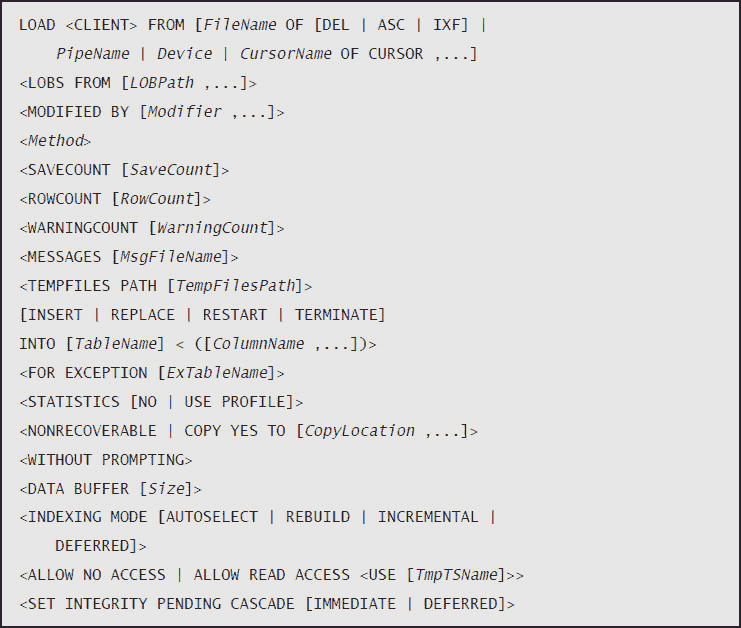 LOAD <CLIENT> FROM [FileName OF [DEL | ASC | IXF] |
PipeName | Device | CursorName OF CURSOR ,...]
<LOBS FROM [LOBPath ,...]>
<MODIFIED BY [Modifier ,...]>
<Method>
<SAVECOUNT [SaveCount]>
<ROWCOUNT [RowCount]>
<WARNINGCOUNT [WarningCount]>
<MESSAGES [MsgFileName]>
<TEMPFILES PATH [TempFilesPath]>
[INSERT | REPLACE | RESTART | TERMINATE]
INTO [TableName] < ([ColumnName ,...])>
<FOR EXCEPTION [ExTableName]>
<STATISTICS [NO | USE PROFILE]>
<NONRECOVERABLE | COPY YES TO [CopyLocation ,...]>
<WITHOUT PROMPTING>
<DATA BUFFER [Size]>
<INDEXING MODE [AUTOSELECT | REBUILD | INCREMENTAL |
DEFERRED]>
<ALLOW NO ACCESS | ALLOW READ ACCESS <USE [TmpTSName]>>
<SET INTEGRITY PENDING CASCADE [IMMEDIATE | DEFERRED]>